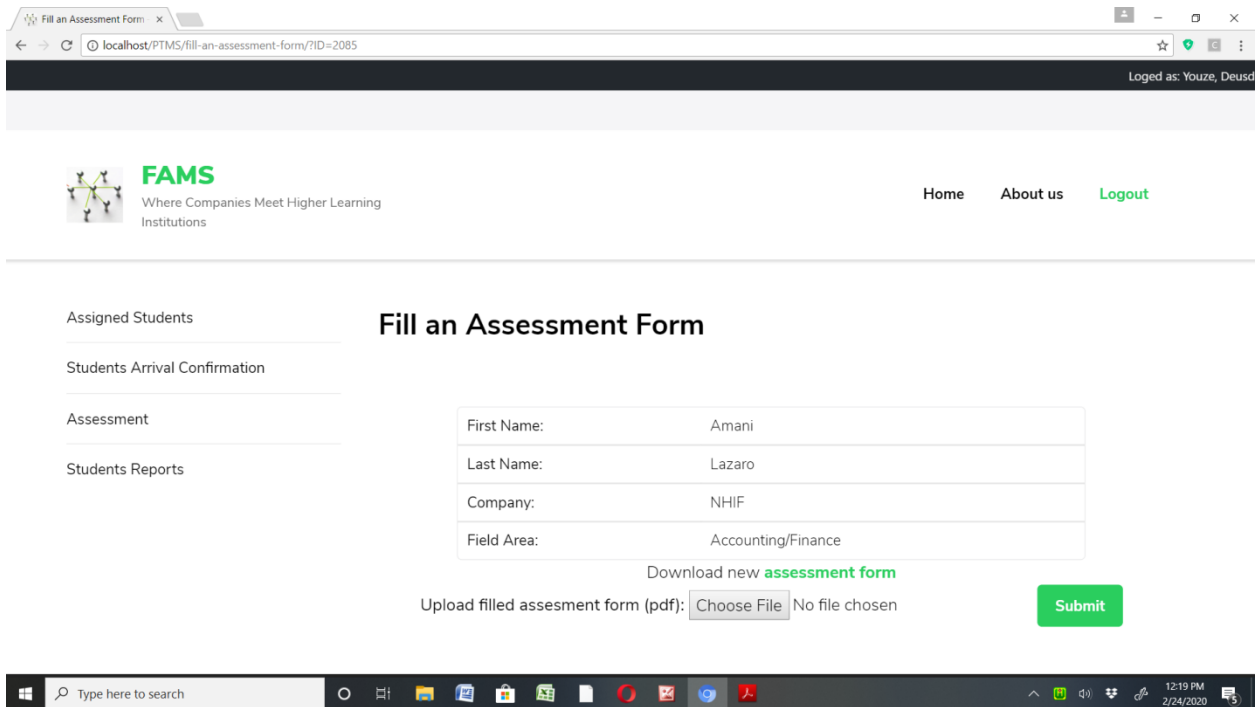 Fill an Assessment Form
localhost/PTMS/fill-an-assessment-form/?ID=2085
Loged as: Youze, Deusd
FAMS
Where Companies Meet Higher Learning
Institutions
Home About us Logout
Assigned Students
Students Arrival Confirmation
Assessment
Students Reports
Fill an Assessment Form
First Name: Amani
Last Name: Lazaro
Company: NHIF
Field Area: Accounting/Finance
Download new assessment form
Upload filled assesment form (pdf): Choose File No file chosen
Submit
Type here to search
12:19 PM
2/24/2020
5